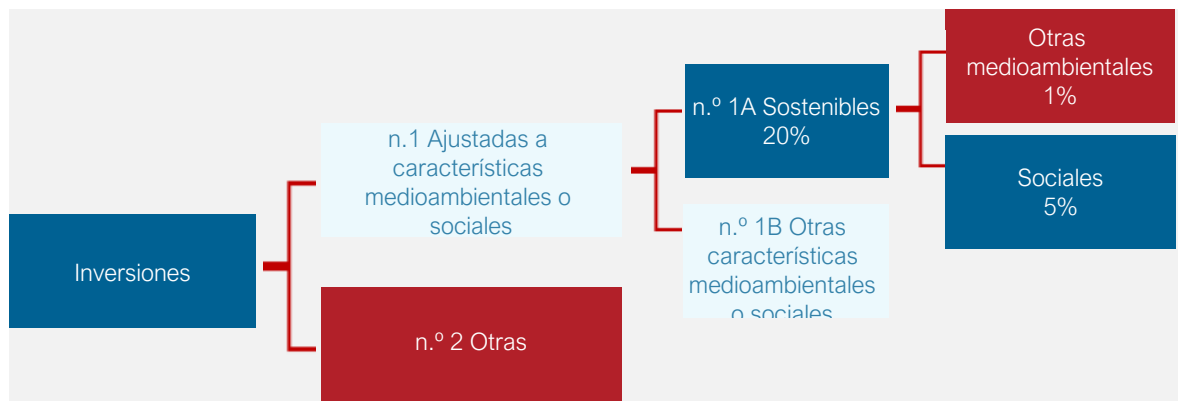 Inversiones
n.1 Ajustadas a
características
medioambientales o
sociales
n.º 2 Otras
n.º 1A Sostenibles
20%
n.º 1B Otras
características
medioambientales
o sociales
Otras
medioambientales
1%
Sociales
5%